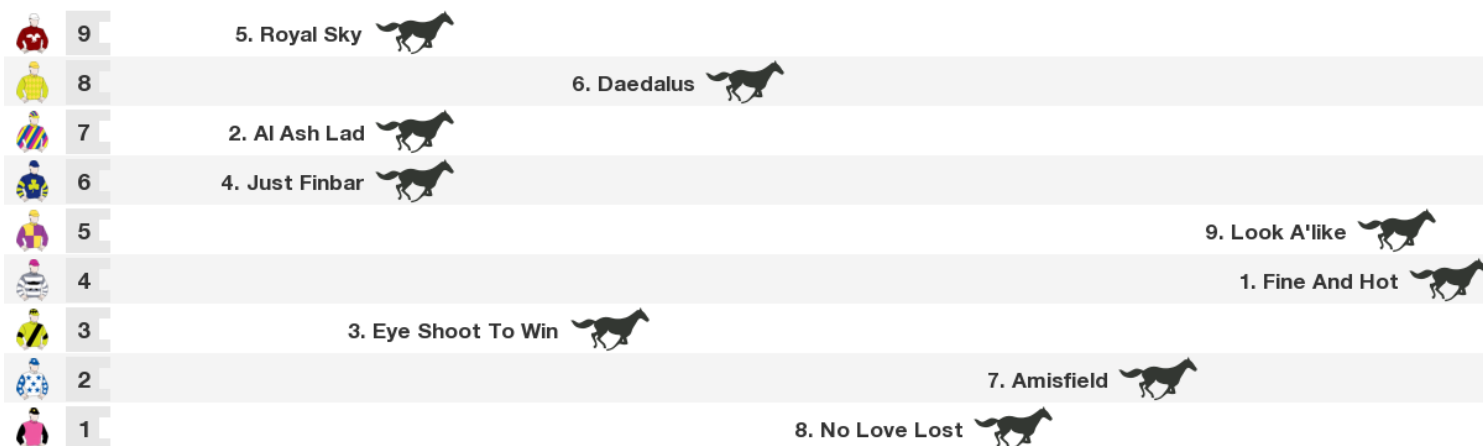 9 5. Royal Sky
8 6. Daedalus
7 2. Al Ash Lad
6 4. Just Finbar
5 9. Look A'like
4 1. Fine And Hot
3 3. Eye Shoot To Win
2 7. Amisfield
1 8. No Love Lost